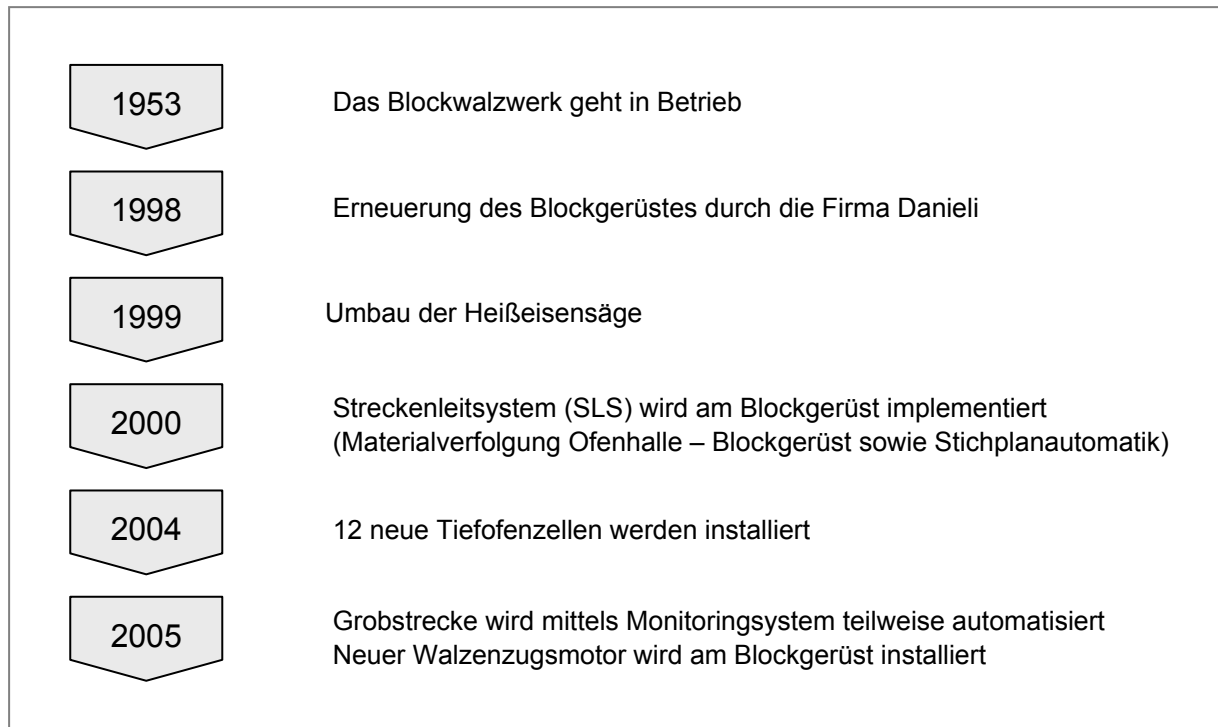 1953
Das Blockwalzwerk geht in Betrieb
1998
Erneuerung des Blockgerüstes durch die Firma Danieli
1999
Umbau der Heißeisensäge
2000
Streckenleitsystem (SLS) wird am Blockgerüst implementiert
(Materialverfolgung Ofenhalle – Blockgerüst sowie Stichplanautomatik)
2004
12 neue Tiefofenzellen werden installiert
2005
Grobstrecke wird mittels Monitoringsystem teilweise automatisiert
Neuer Walzenzugsmotor wird am Blockgerüst installiert